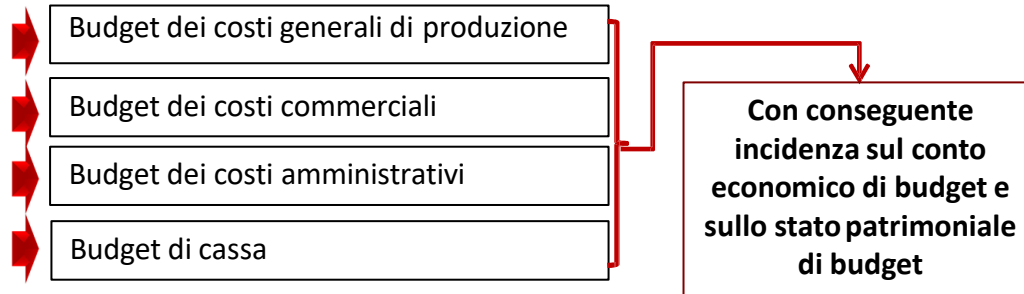 Budget dei costi generali di produzione
Budget dei costi commerciali
Budget dei costi amministrativi
Budget di cassa
Con conseguente
incidenza sul conto
economico di budget e
sullo stato patrimoniale
di budget